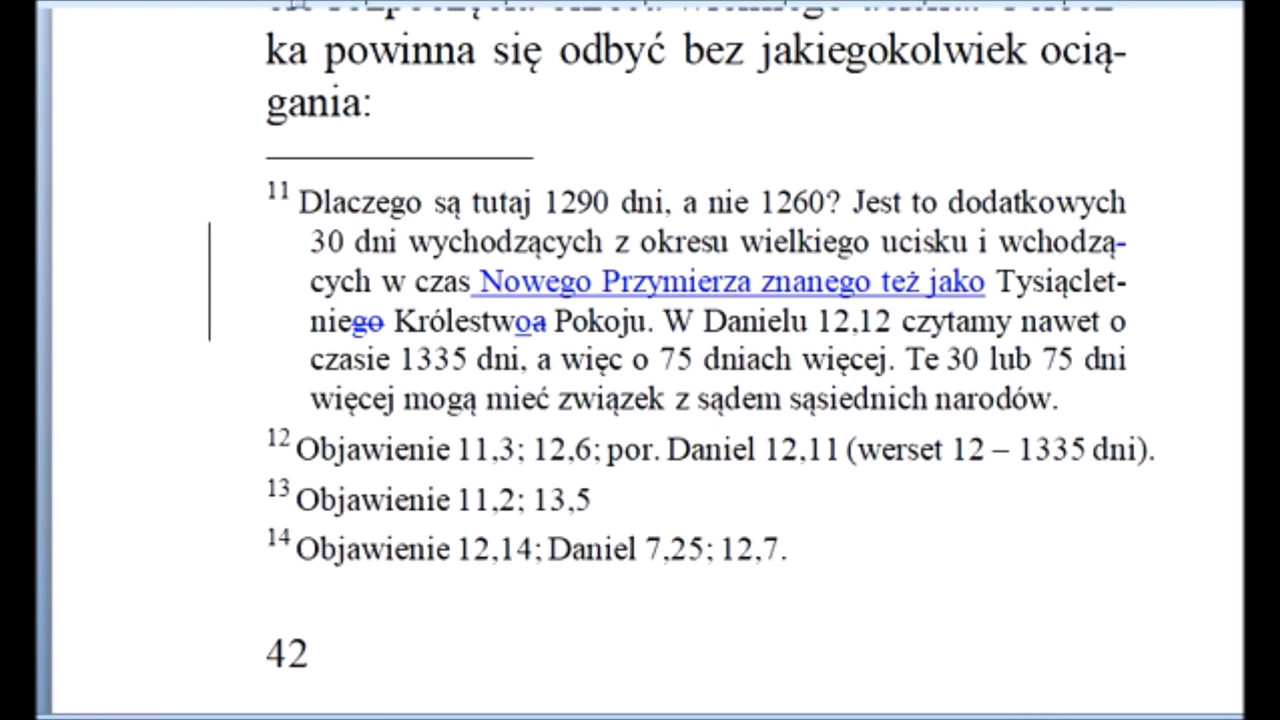 ka powinna się odbyć bez jakiegokolwiek ocią-
gania:
11 Dlaczego są tutaj 1290 dni, a nie 1260? Jest to dodatkowych
30 dni wychodzących z okresu wielkiego ucisku i wchodzą-
cych w czas Nowego Przymierza znanego też jako Tysiąclet-
niego Królestwoa Pokoju. W Danielu 12,12 czytamy nawet o
czasie 1335 dni, a więc o 75 dniach więcej. Te 30 lub 75 dni
więcej mogą mieć związek z sądem sąsiednich narodów.
12 Objawienie 11,3; 12,6; por. Daniel 12,11 (werset 12 – 1335 dni).
13 Objawienie 11,2; 13,5
14 Objawienie 12,14; Daniel 7,25; 12,7.
42